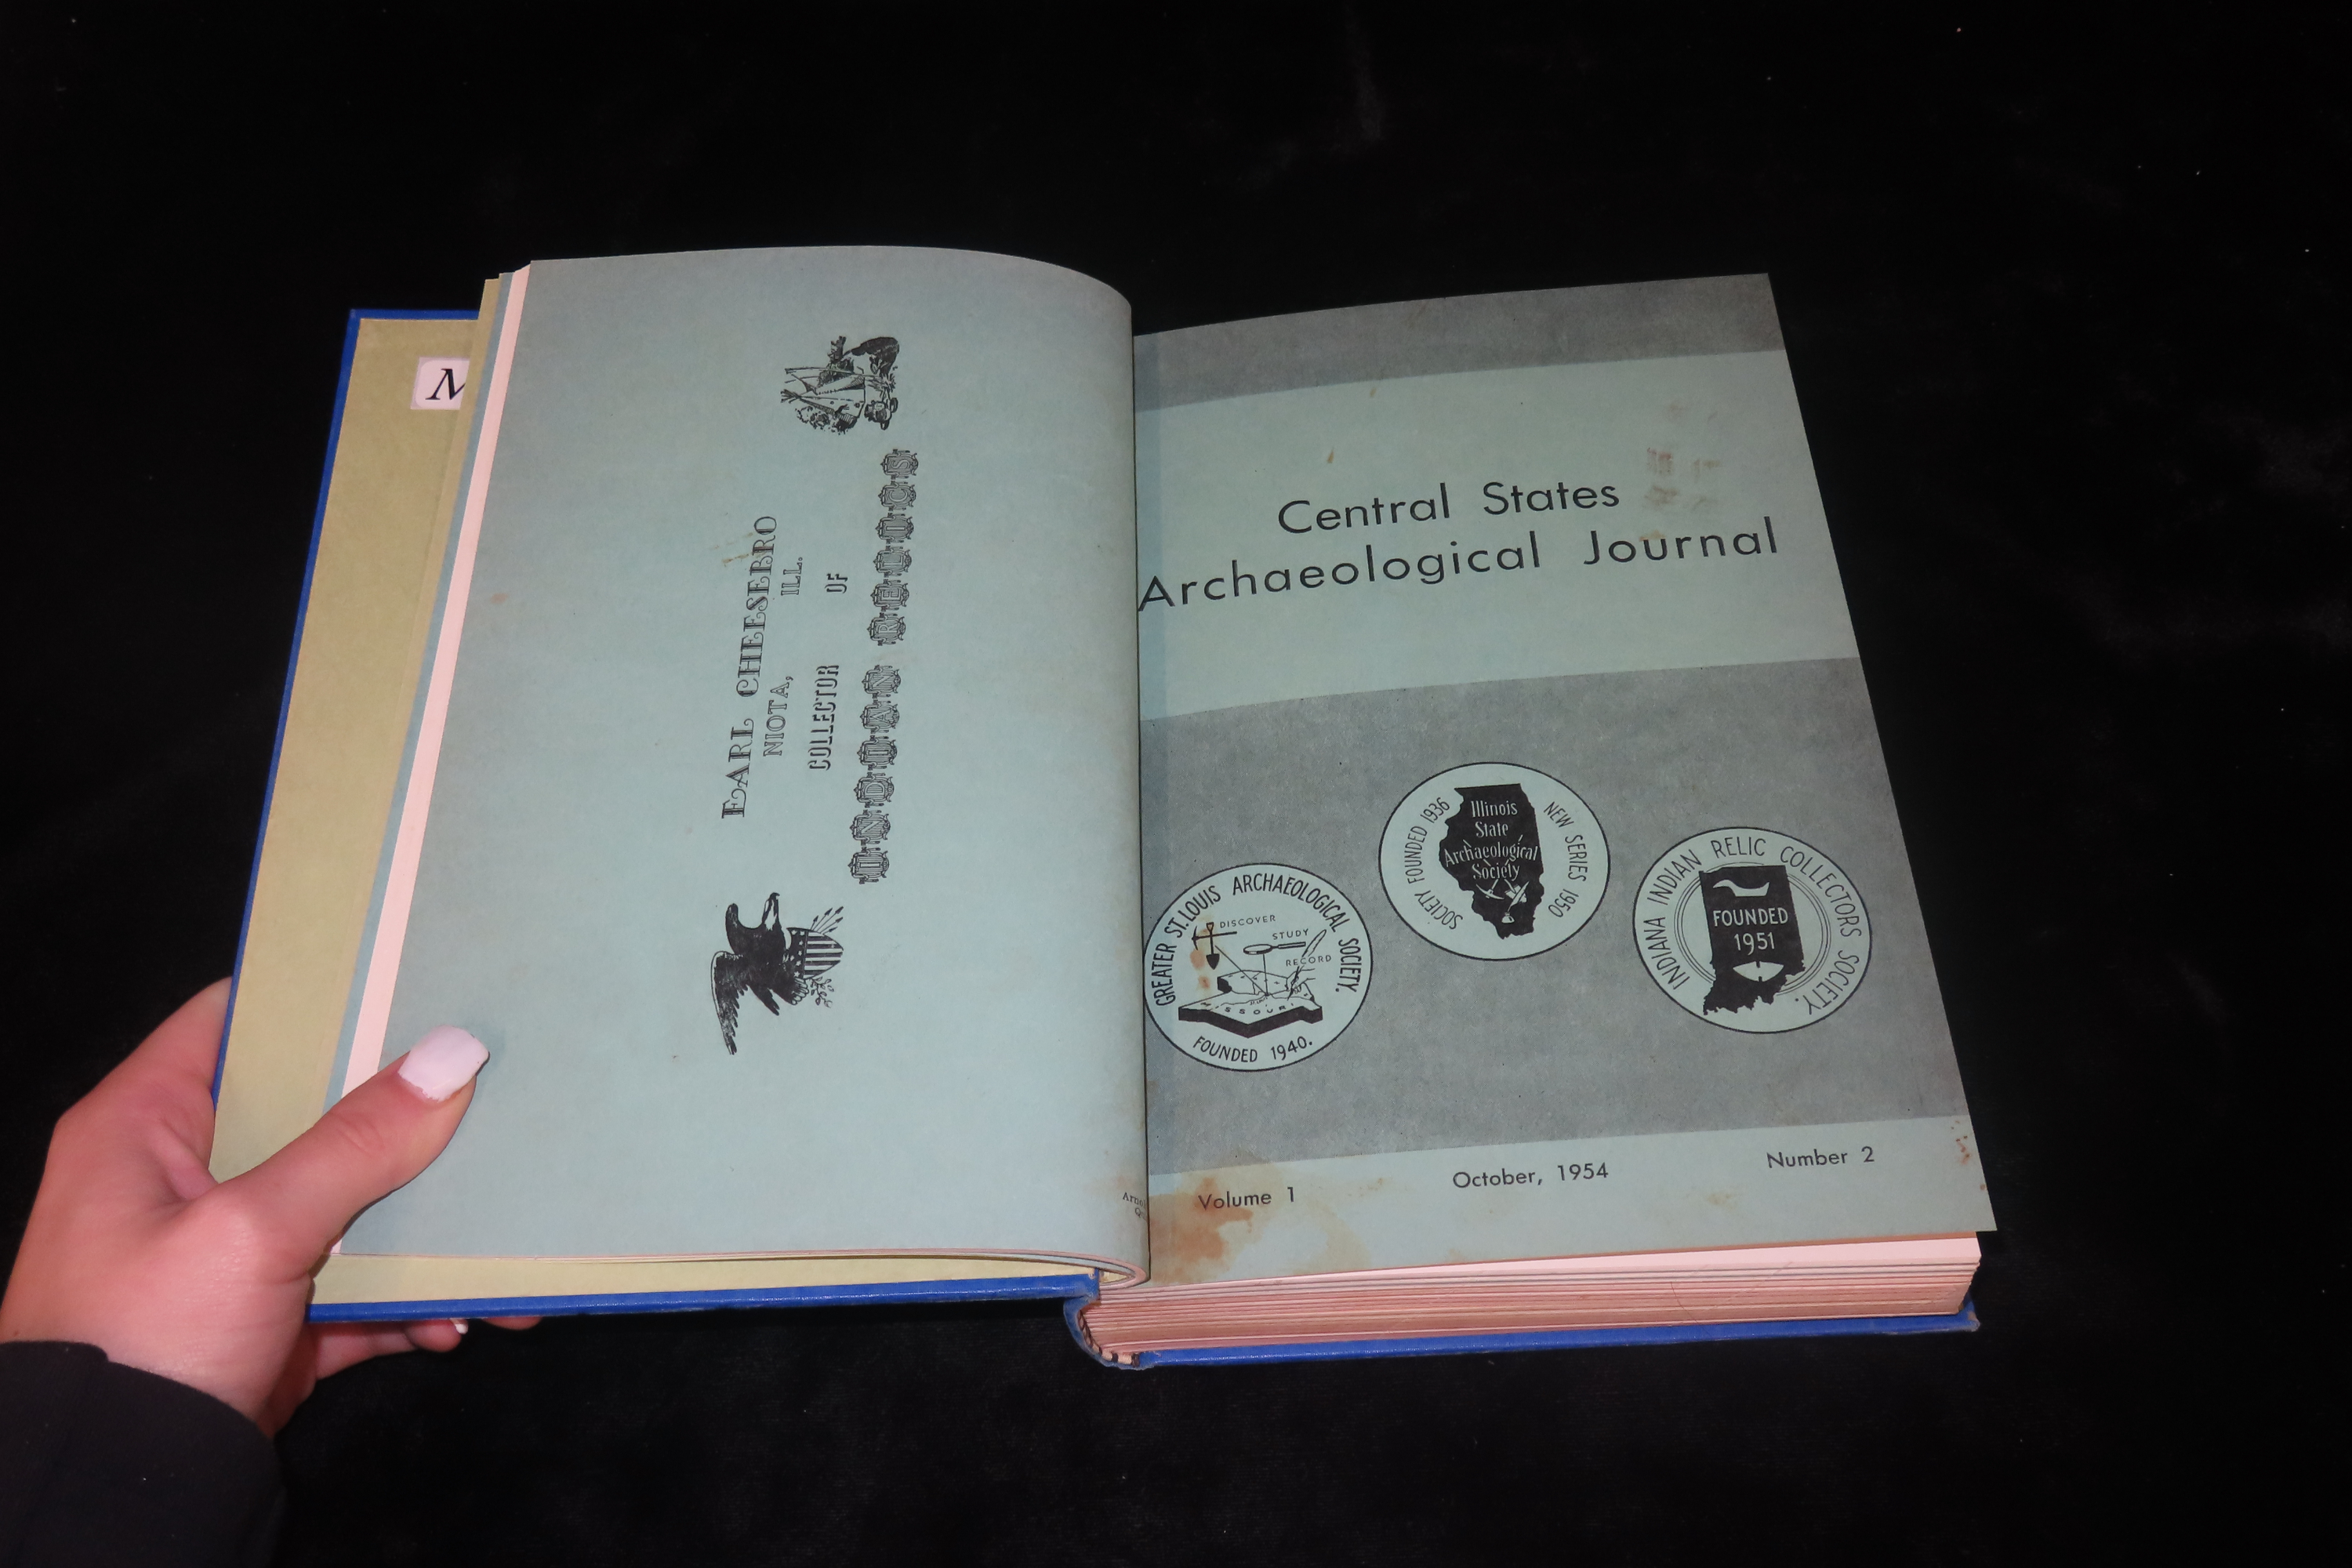 M
EARL CHEESEBRO
NIOTA, ILL.
COLLECTOR OF
INDIAN RELICS
Central States
Archaeological Journal
GREATER ST. LOUIS ARCHAEOLOGICAL SOCIETY.
DISCOVER
STUDY
RECORD
MISSOURI
FOUNDED 1940.
SOCIETY FOUNDED 1936
NEW SERIES 1950
Illinois
State
Archaeological
Society
INDIANA INDIAN RELIC COLLECTORS SOCIETY.
FOUNDED
1951
Volume 1 October, 1954 Number 2